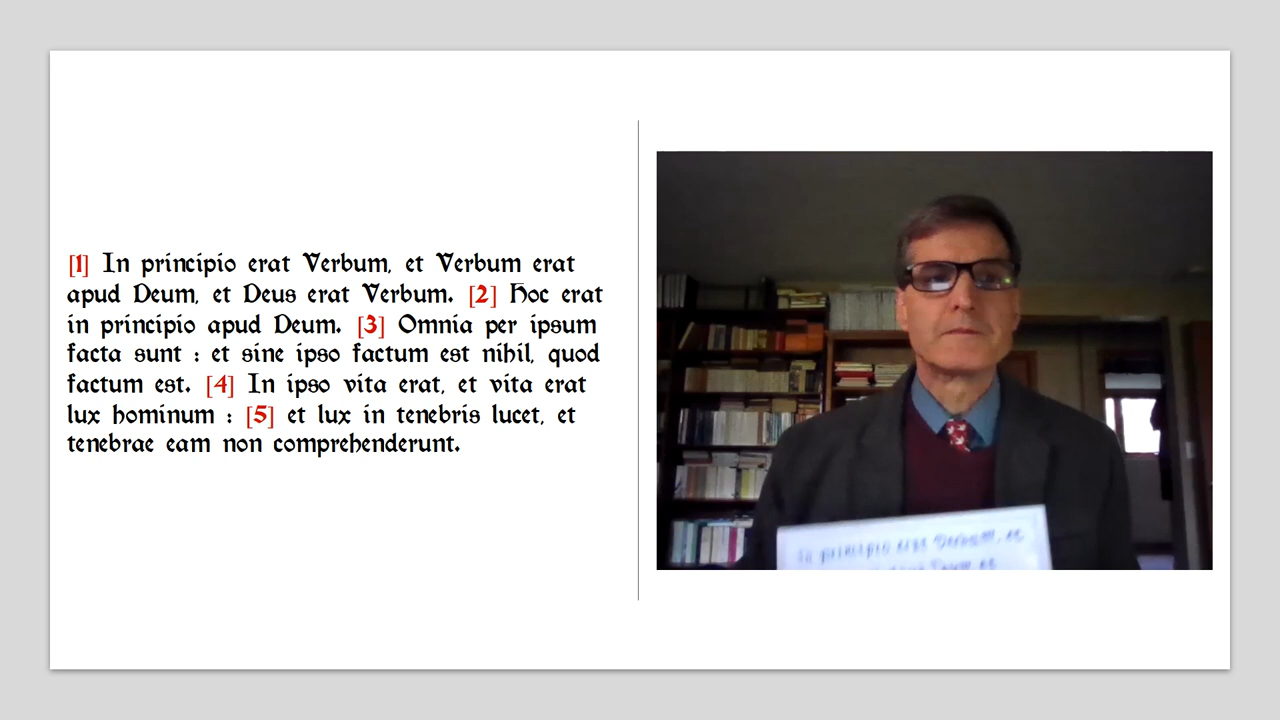 [1] In principio erat Verbum, et Verbum erat
apud Deum, et Deus erat Verbum. [2] Hoc erat
in principio apud Deum. [3] Omnia per ipsum
facta sunt : et sine ipso factum est nihil, quod
factum est. [4] In ipso vita erat, et vita erat
lux hominum : [5] et lux in tenebris lucet, et
tenebrae eam non comprehenderunt.
In principio erat Verbum, et
Deum et